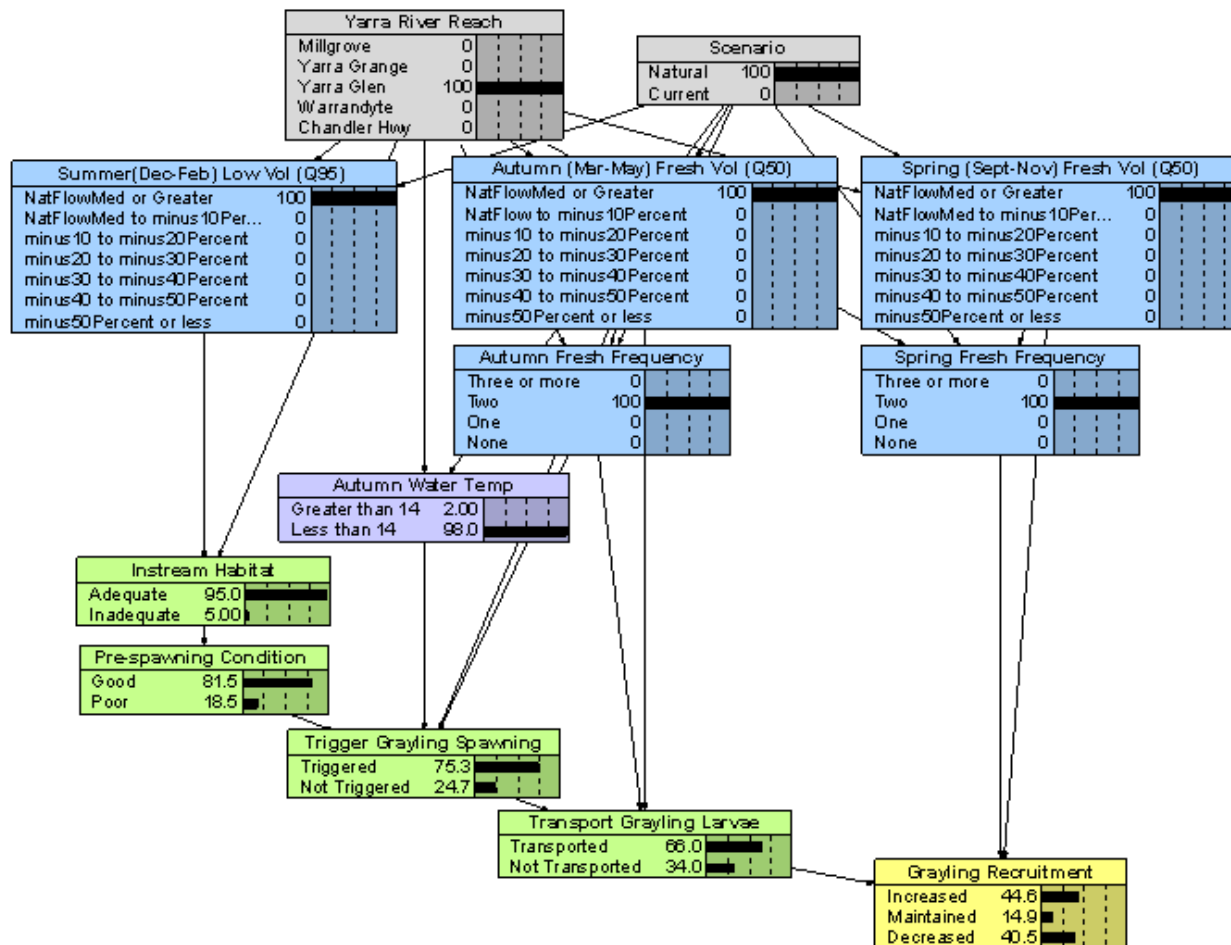 Yarra River Reach
Millgrove 0
Yarra Grange 0
Yarra Glen 100
Warrandyte 0
Chandler Hwy 0
Scenario
Natural 100
Current 0
Summer(Dec-Feb) Low Vol (Q95)
NatFlowMed or Greater 100
NatFlowMed to minus10Per... 0
minus10 to minus20Percent 0
minus20 to minus30Percent 0
minus30 to minus40Percent 0
minus40 to minus50Percent 0
minus50Percent or less 0
Autumn (Mar-May) Fresh Vol (Q50)
NatFlowMed or Greater 100
NatFlow to minus10Percent 0
minus10 to minus20Percent 0
minus20 to minus30Percent 0
minus30 to minus40Percent 0
minus40 to minus50Percent 0
minus50Percent or less 0
Spring (Sept-Nov) Fresh Vol (Q50)
NatFlowMed or Greater 100
NatFlowMed to minus10Per... 0
minus10 to minus20Percent 0
minus20 to minus30Percent 0
minus30 to minus40Percent 0
minus40 to minus50Percent 0
minus50Percent or less 0
Autumn Fresh Frequency
Three or more 0
Two 100
One 0
None 0
Spring Fresh Frequency
Three or more 0
Two 100
One 0
None 0
Autumn Water Temp
Greater than 14 2.00
Less than 14 98.0
Instream Habitat
Adequate 95.0
Inadequate 5.00
Pre-spawning Condition
Good 81.5
Poor 18.5
Trigger Grayling Spawning
Triggered 75.3
Not Triggered 24.7
Transport Grayling Larvae
Transported 66.0
Not Transported 34.0
Grayling Recruitment
Increased 44.6
Maintained 14.9
Decreased 40.5